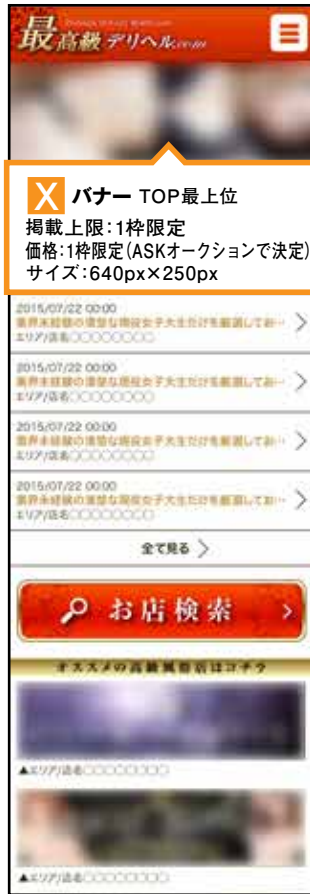 最高級デリヘル.co.jp
X バナー TOP最上位
掲載上限：1枠限定
価格：1枠限定(ASKオークションで決定)
サイズ：640px×250px
2015/07/22 00:00
業界未経験の清楚な現役女子大生だけを厳選してお…
エリア/店名○○○○○○○○○
2015/07/22 00:00
業界未経験の清楚な現役女子大生だけを厳選してお…
エリア/店名○○○○○○○○○
2015/07/22 00:00
業界未経験の清楚な現役女子大生だけを厳選してお…
エリア/店名○○○○○○○○○
2015/07/22 00:00
業界未経験の清楚な現役女子大生だけを厳選してお…
エリア/店名○○○○○○○○○
全て見る
お店検索
オススメの高級風俗店はコチラ
▲エリア/店名○○○○○○○○○
▲エリア/店名○○○○○○○○○